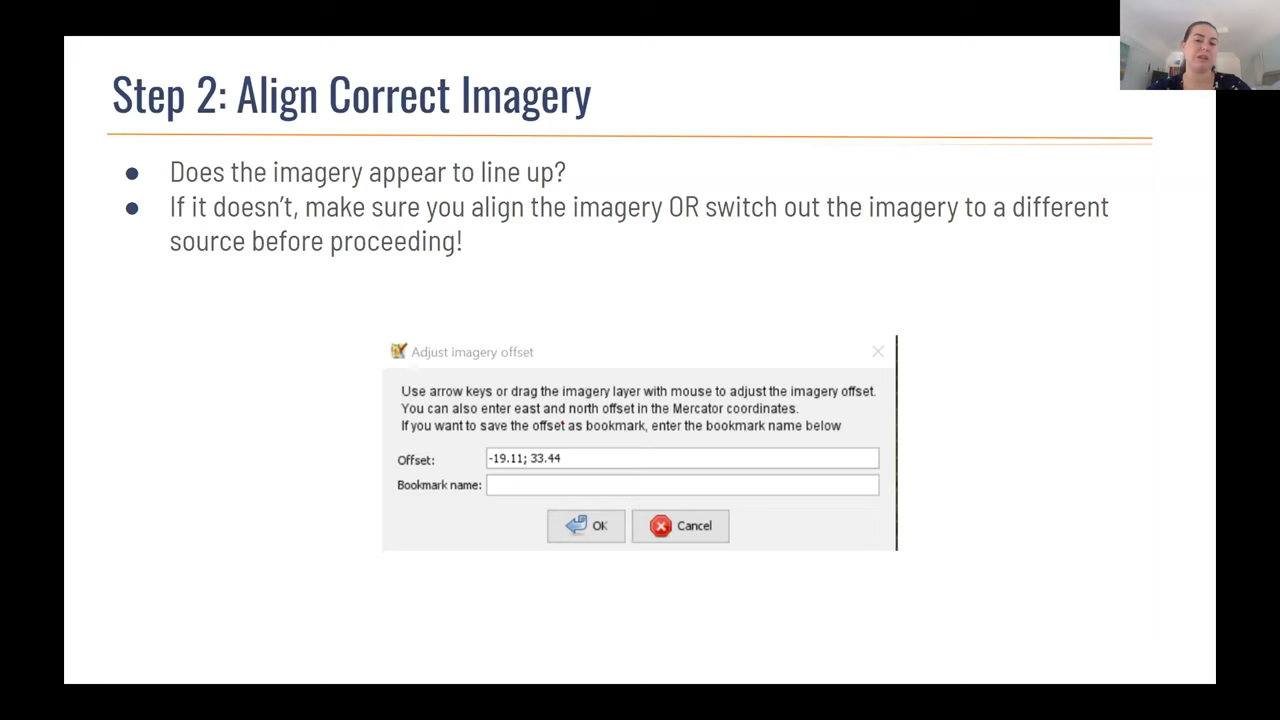 Step 2: Align Correct Imagery
● Does the imagery appear to line up?
● If it doesn't, make sure you align the imagery OR switch out the imagery to a different
source before proceeding!
Adjust imagery offset
Use arrow keys or drag the imagery layer with mouse to adjust the imagery offset.
You can also enter east and north offset in the Mercator coordinates.
If you want to save the offset as bookmark, enter the bookmark name below
Offset: -19.11; 33.44
Bookmark name:
OK Cancel